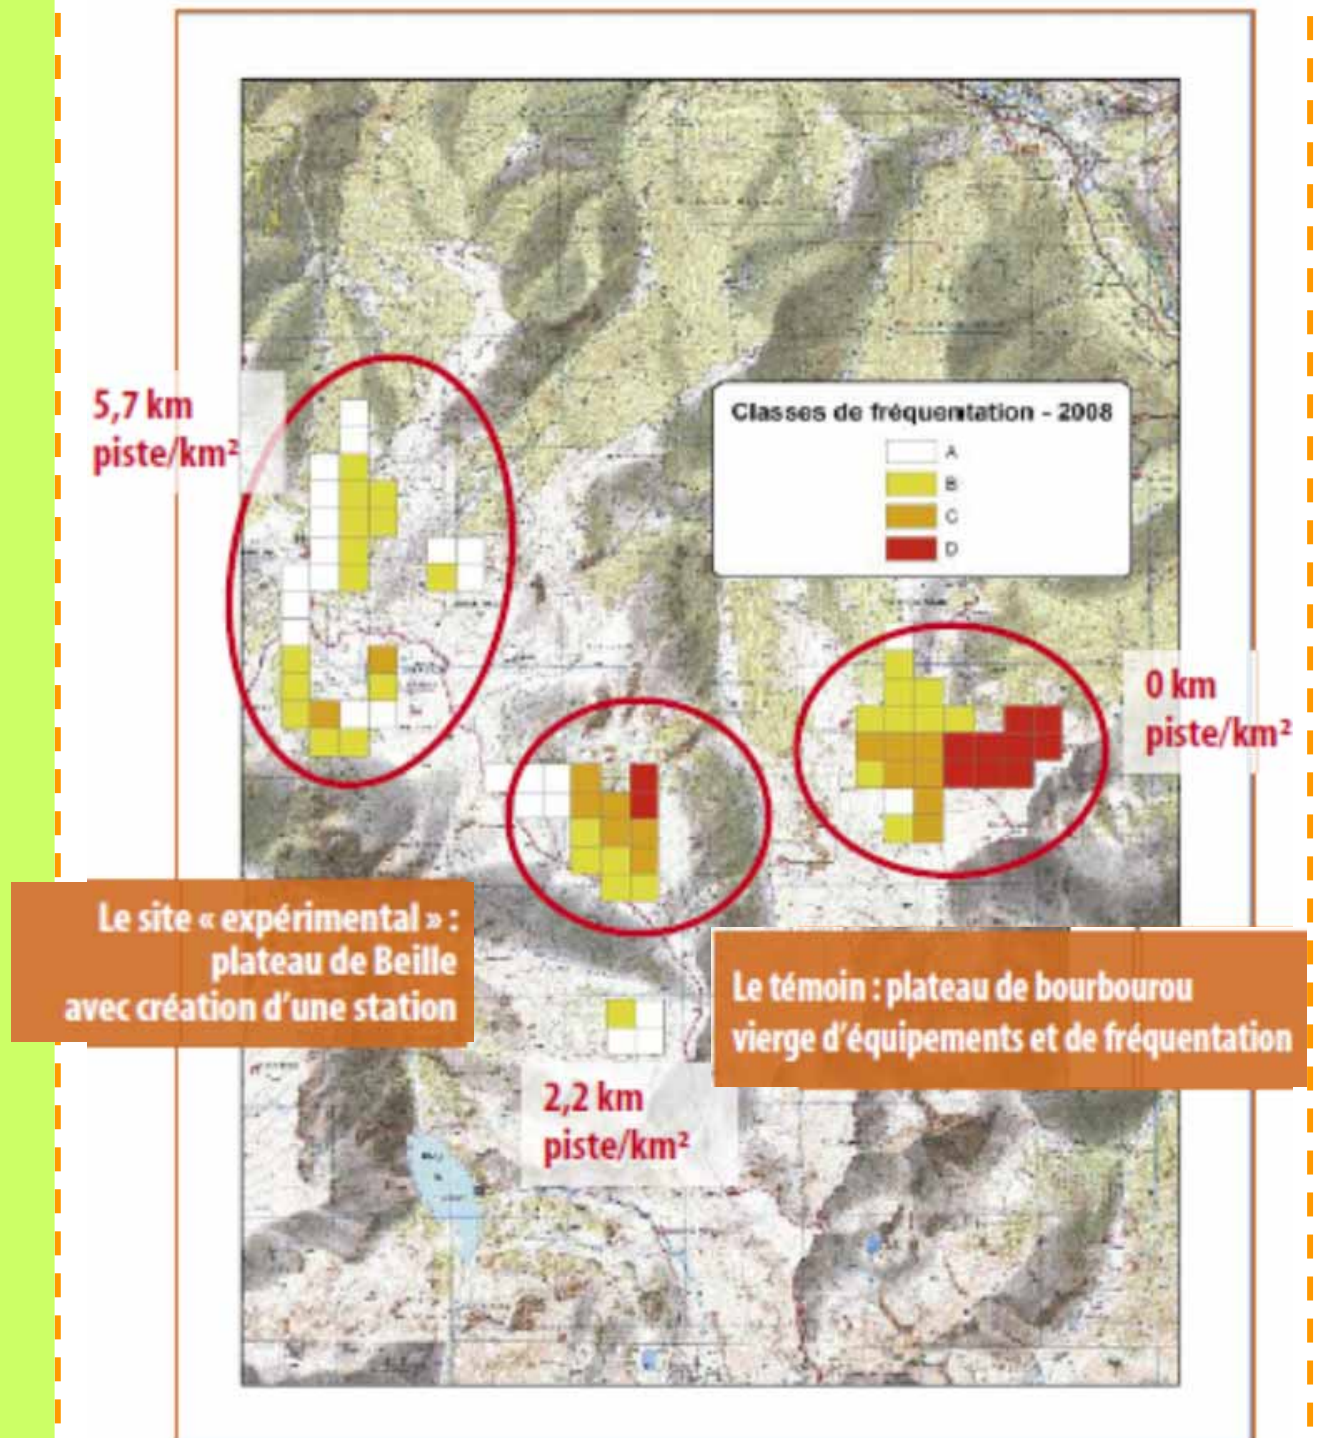 5,7 km
piste/km²
Classes de fréquentation - 2008
A
B
C
D
0 km
piste/km²
Le site « expérimental » :
plateau de Beille
avec création d'une station
Le témoin : plateau de bourbourou
vierge d'équipements et de fréquentation
2,2 km
piste/km²